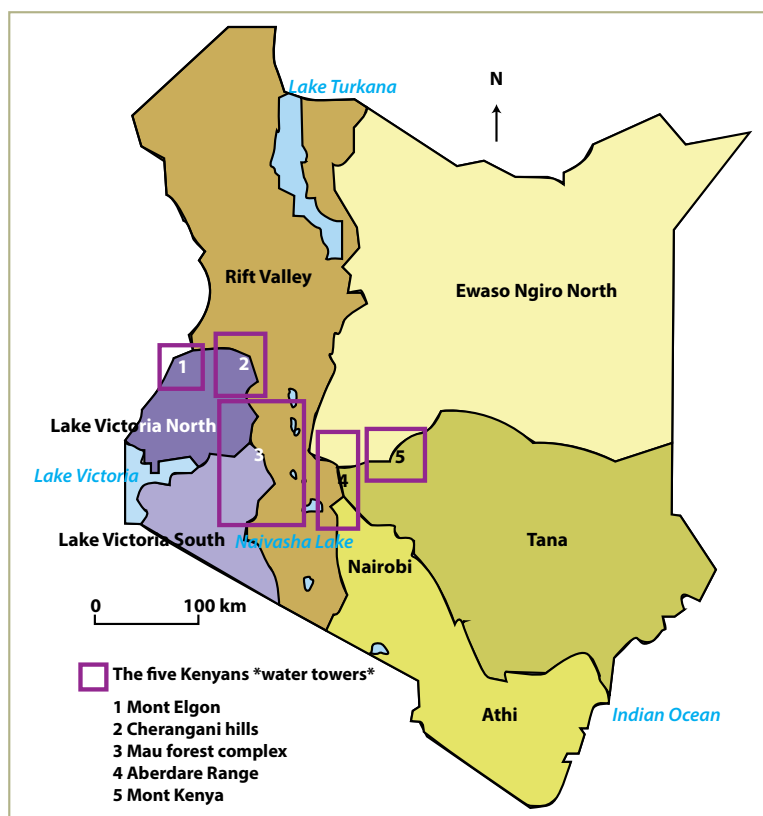 N
Lake Turkana
Rift Valley
Ewaso Ngiro North
1
2
Lake Victoria North
3
5
Lake Victoria
4
Lake Victoria South
Naivasha Lake
Tana
Nairobi
0 100 km
The five Kenyans *water towers*
1 Mont Elgon
2 Cherangani hills
3 Mau forest complex
4 Aberdare Range
5 Mont Kenya
Athi
Indian Ocean